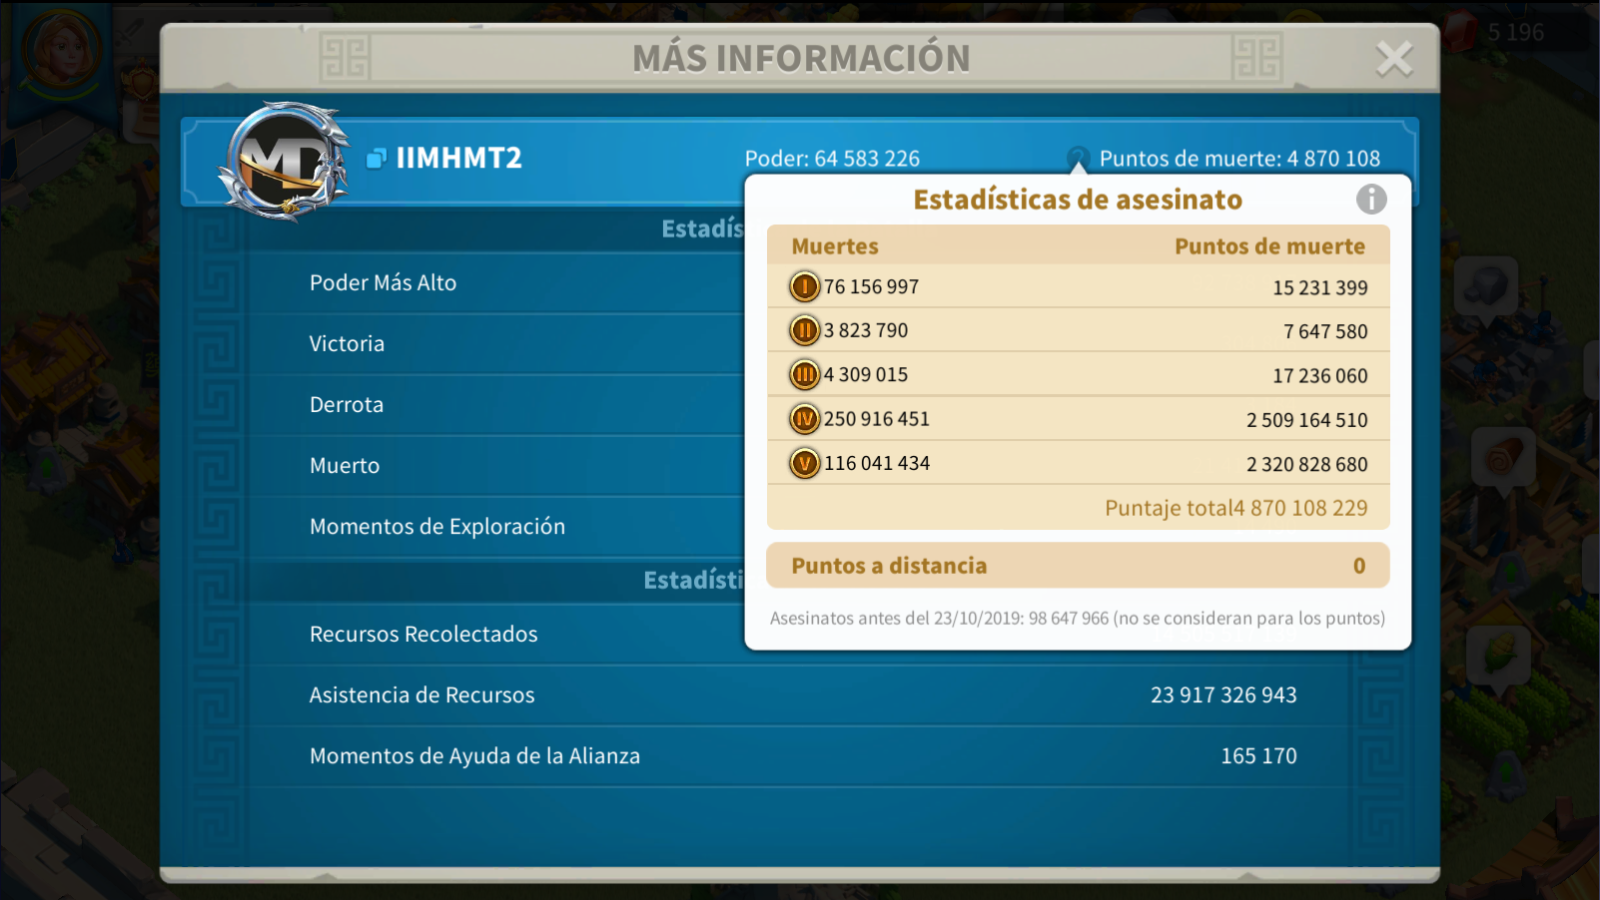 5 196
MÁS INFORMACIÓN
MD
IIMHMT2
Poder: 64 583 226
Puntos de muerte: 4 870 108
Estadísticas de asesinato
Estadís
Muertes Puntos de muerte
I 76 156 997 15 231 399
Poder Más Alto
II 3 823 790 7 647 580
Victoria
III 4 309 015 17 236 060
Derrota
IV 250 916 451 2 509 164 510
Muerto
V 116 041 434 2 320 828 680
Puntaje total4 870 108 229
Momentos de Exploración
Puntos a distancia 0
Estadísti
Asesinatos antes del 23/10/2019: 98 647 966 (no se consideran para los puntos)
Recursos Recolectados
Asistencia de Recursos 23 917 326 943
Momentos de Ayuda de la Alianza 165 170